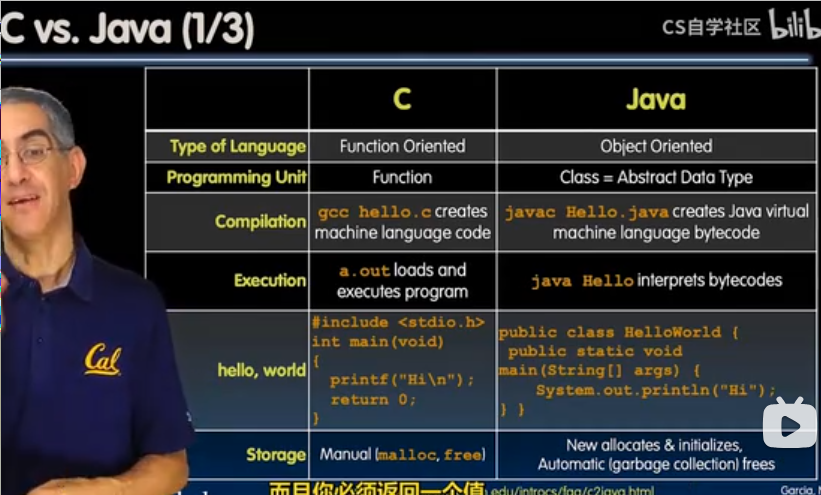 C vs. Java (1/3)
CS自学社区 bilib
C
Java
Type of Language
Function Oriented
Object Oriented
Programming Unit
Function
Class = Abstract Data Type
Compilation
gcc hello.c creates
machine language code
javac Hello.java creates Java virtual
machine language bytecode
Execution
a.out loads and
executes program
java Hello interprets bytecodes
hello, world
#include <stdio.h>
int main(void)
{
printf("Hi\n");
return 0;
}
public class HelloWorld {
public static void
main(String[] args) {
System.out.println("Hi");
} }
Storage
Manual (malloc, free)
New allocates & initializes,
Automatic (garbage collection) frees
Cal
而且你必须返回一个值
.edu/introcs/faq/c2java.html
Garcia,